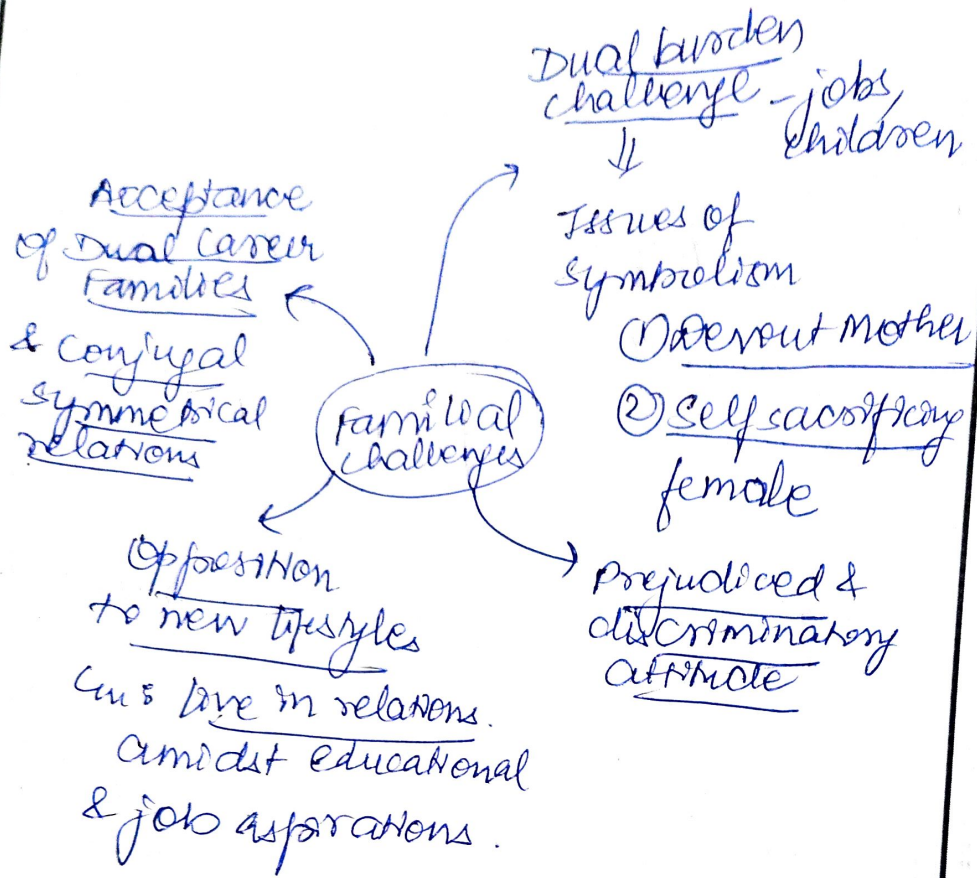 Dual burden
challenge - jobs,
children
⇓
Issues of
symbolism
① Devout Mother
② Self sacrificing
female
Acceptance
of Dual Career
Families
& Conjugal
symmetrical
relations
Familial
challenges
Opposition
to new lifestyles
live in relations.
amidst educational
& job aspirations.
Prejudiced &
discriminatory
attitude